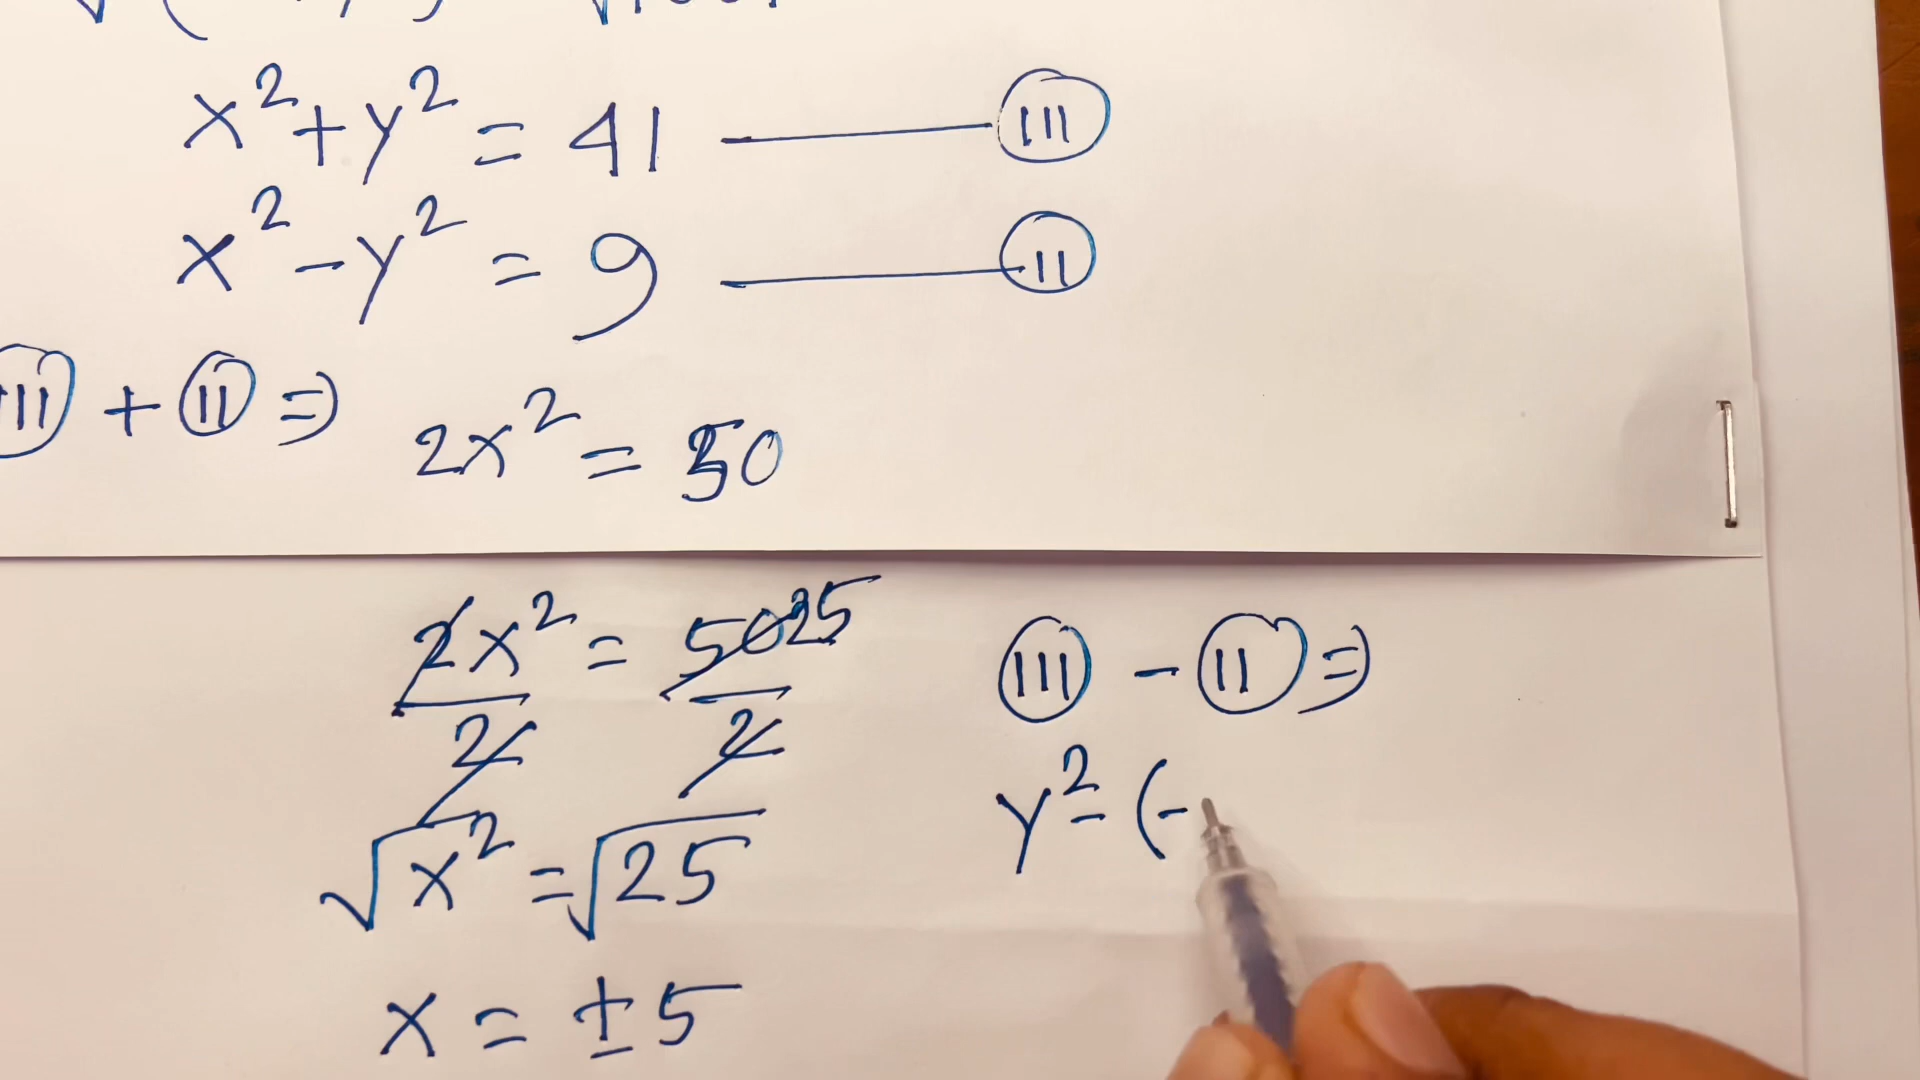 x² + y² = 41 —— III
x² - y² = 9 —— II
III + II ⇒ 2x² = 50
2x²/2 = 50/2 25
√x² = √25
x = ±5
III - II ⇒
y² - (-